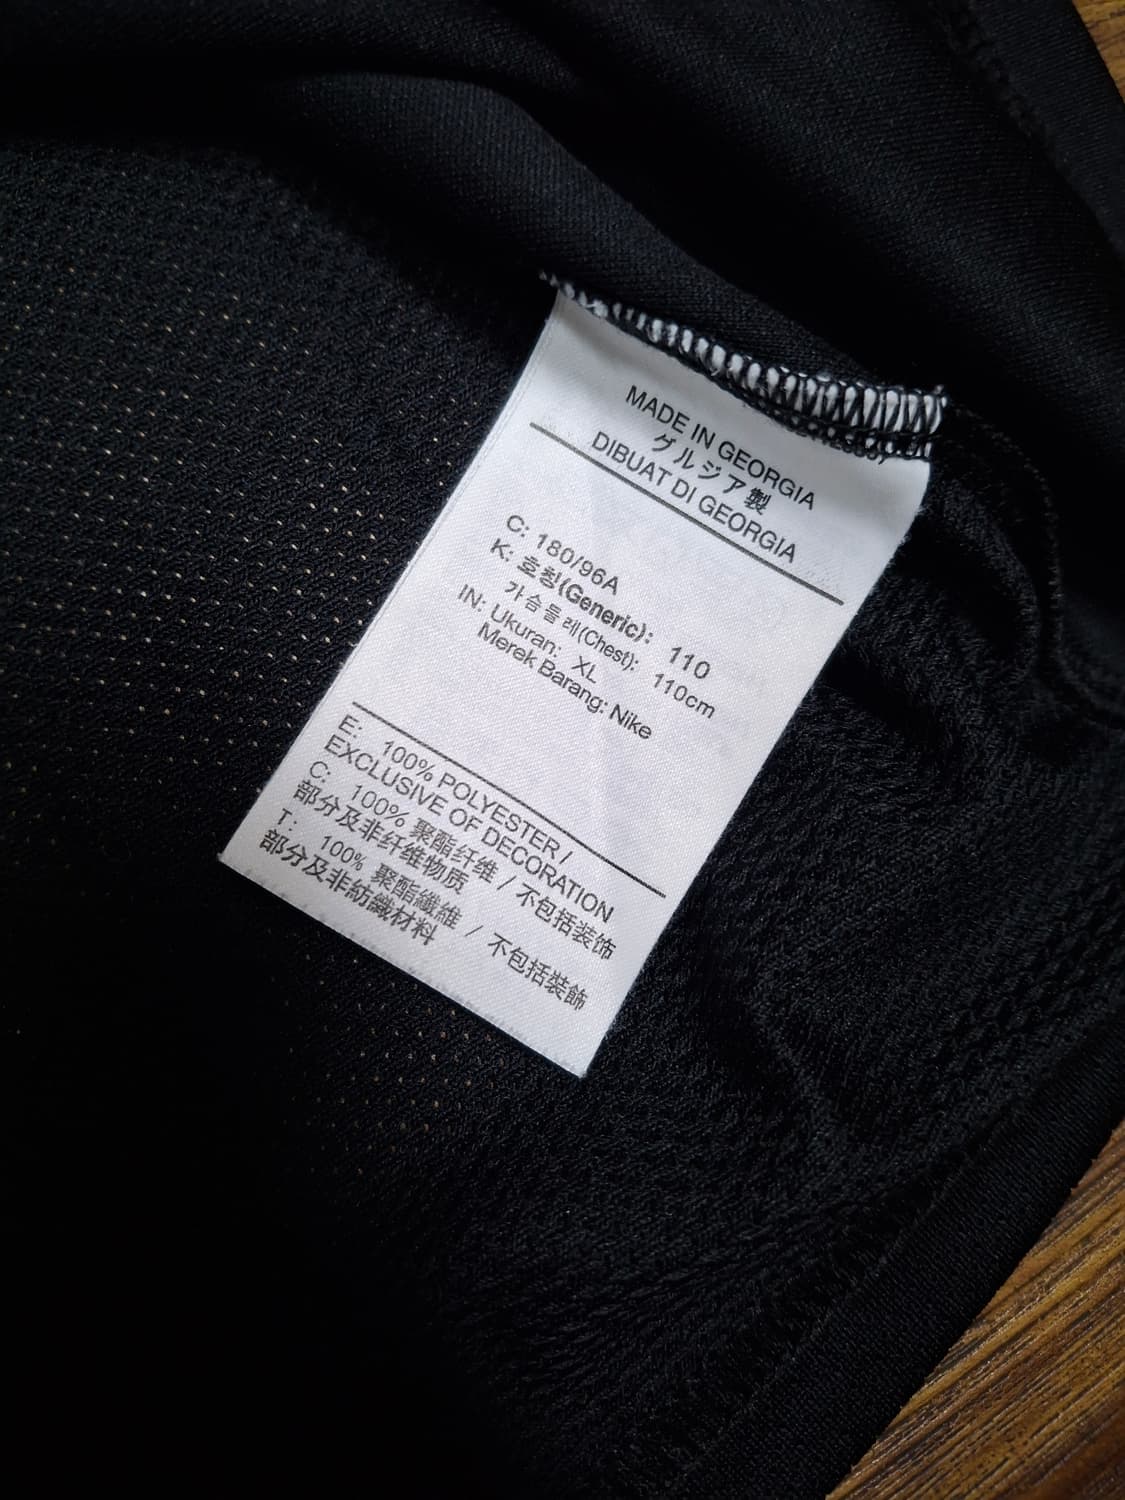 MADE IN GEORGIA
グルジア製
DIBUAT DI GEORGIA
C: 180/96A
K: 호칭(Generic): 110
가슴둘레(Chest): 110cm
IN: Ukuran: XL
Merek Barang: Nike
E: 100% POLYESTER /
EXCLUSIVE OF DECORATION
C: 100% 聚酯纤维 / 不包括装饰
部分及非纤维物质
T: 100% 聚酯纖維 / 不包括裝飾
部分及非紡織材料